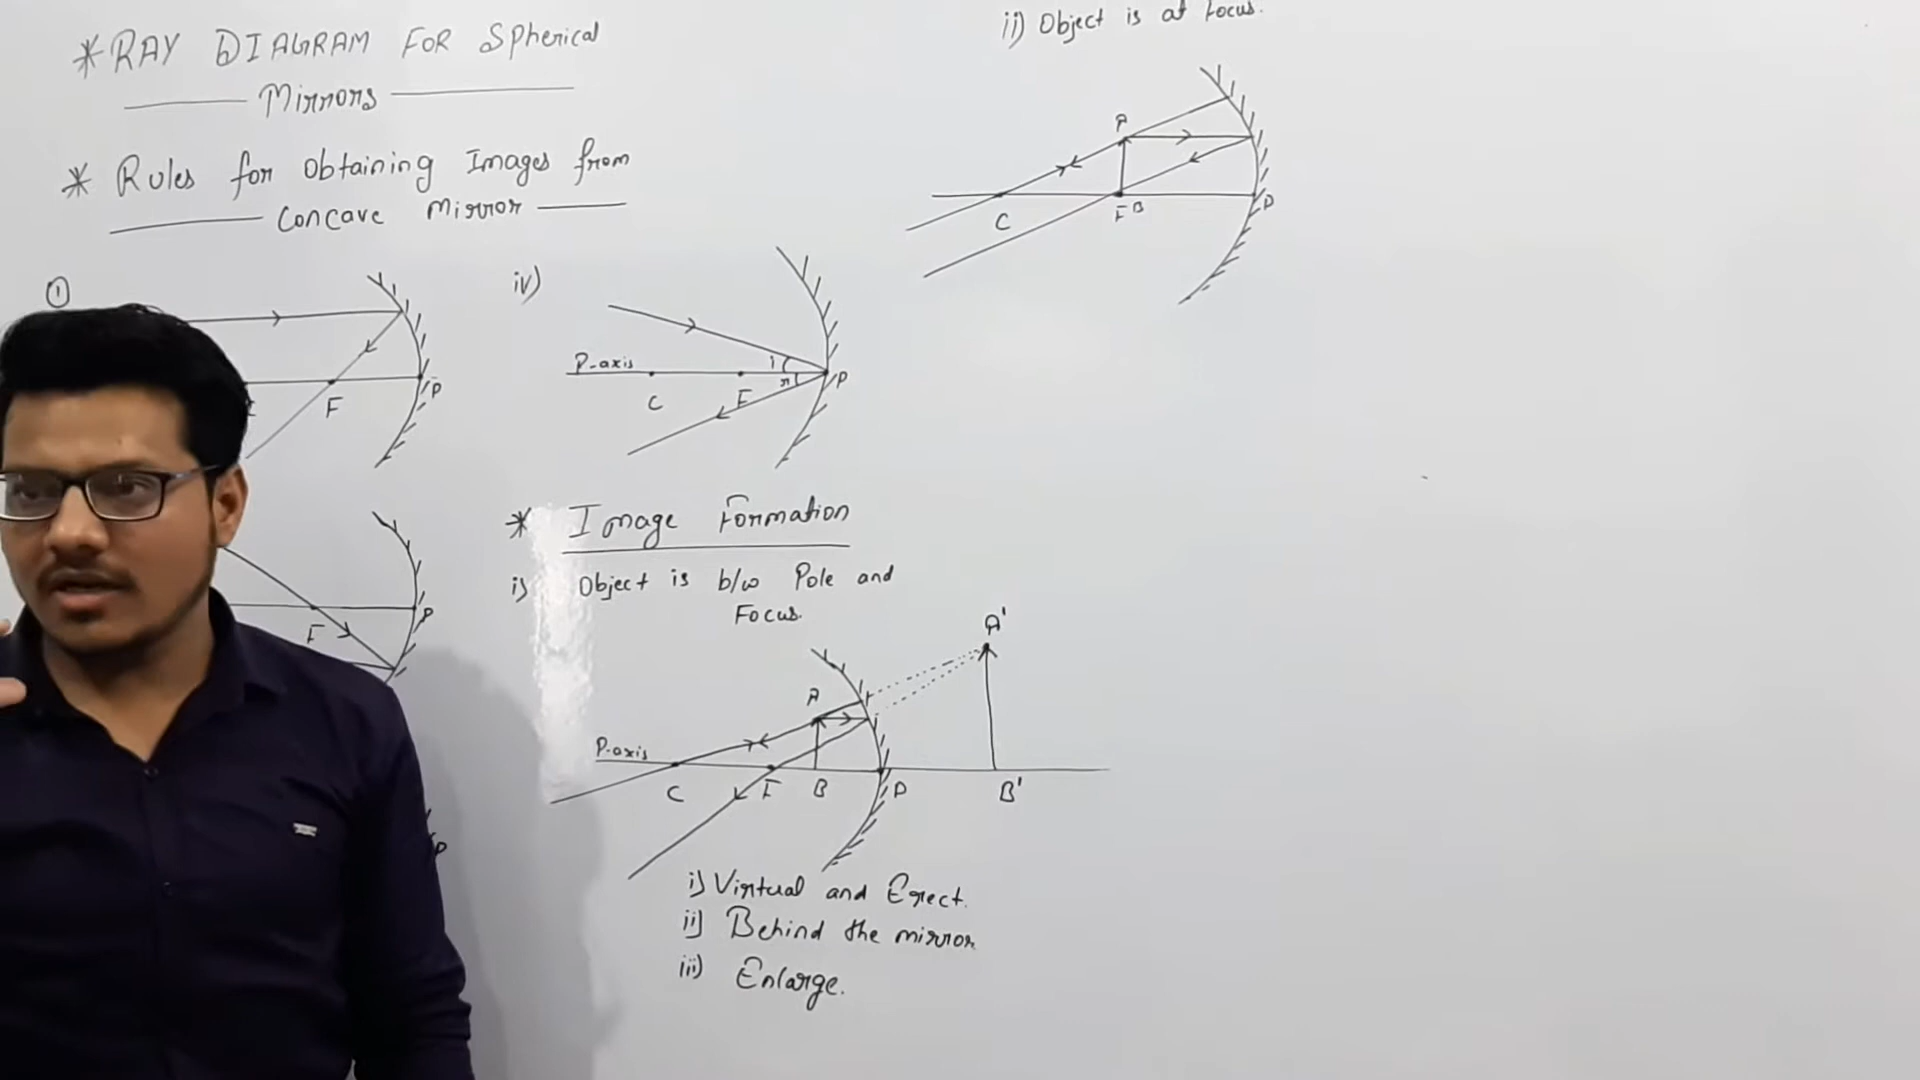 * RAY DIAGRAM FOR Spherical
Mirrors
* Rules for obtaining Images from
Concave mirror
①
F
P
F
P
P
iv)
P-axis
i
r
C
F
P
* Image Formation
i) Object is b/w Pole and
Focus.
A'
A
P-axis
C F B P B'
i) Virtual and Erect.
ii) Behind the mirror
iii) Enlarge.
ii) Object is at focus.
A
C F B P